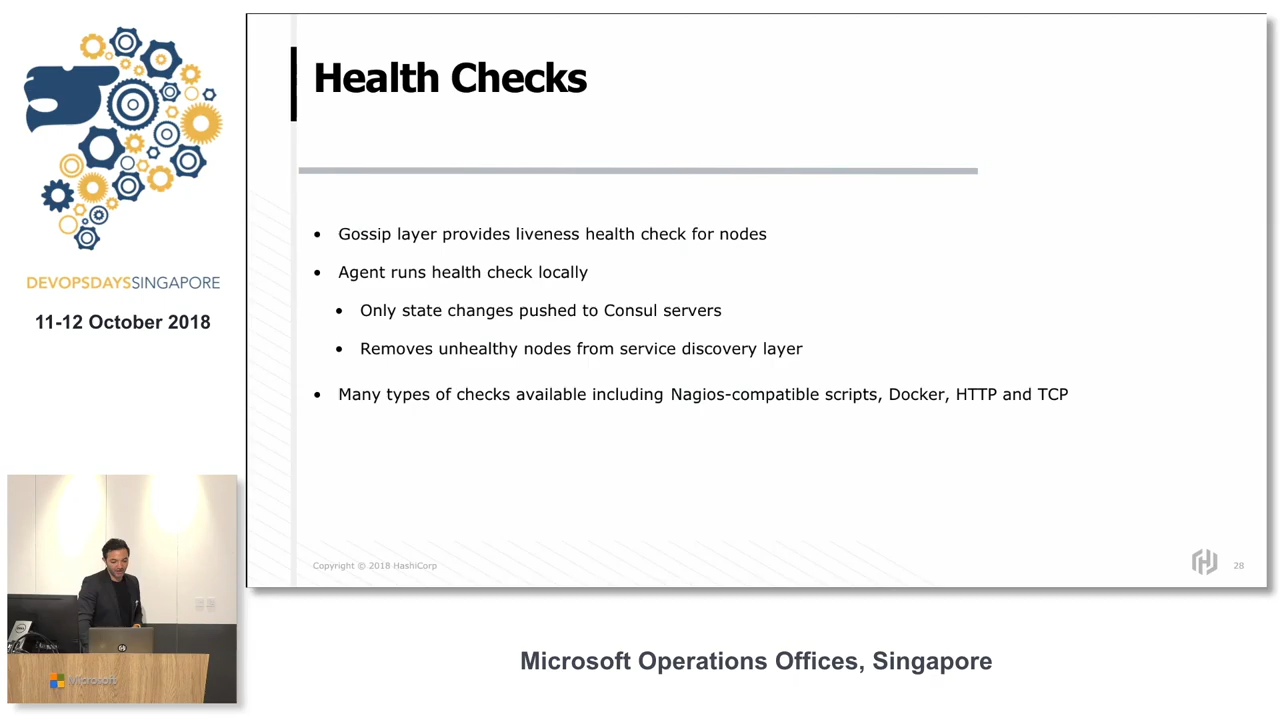 Health Checks
• Gossip layer provides liveness health check for nodes
• Agent runs health check locally
• Only state changes pushed to Consul servers
• Removes unhealthy nodes from service discovery layer
• Many types of checks available including Nagios-compatible scripts, Docker, HTTP and TCP
Copyright © 2018 HashiCorp
28
DEVOPSDAYSSINGAPORE
11-12 October 2018
DELL
Microsoft
Microsoft Operations Offices, Singapore